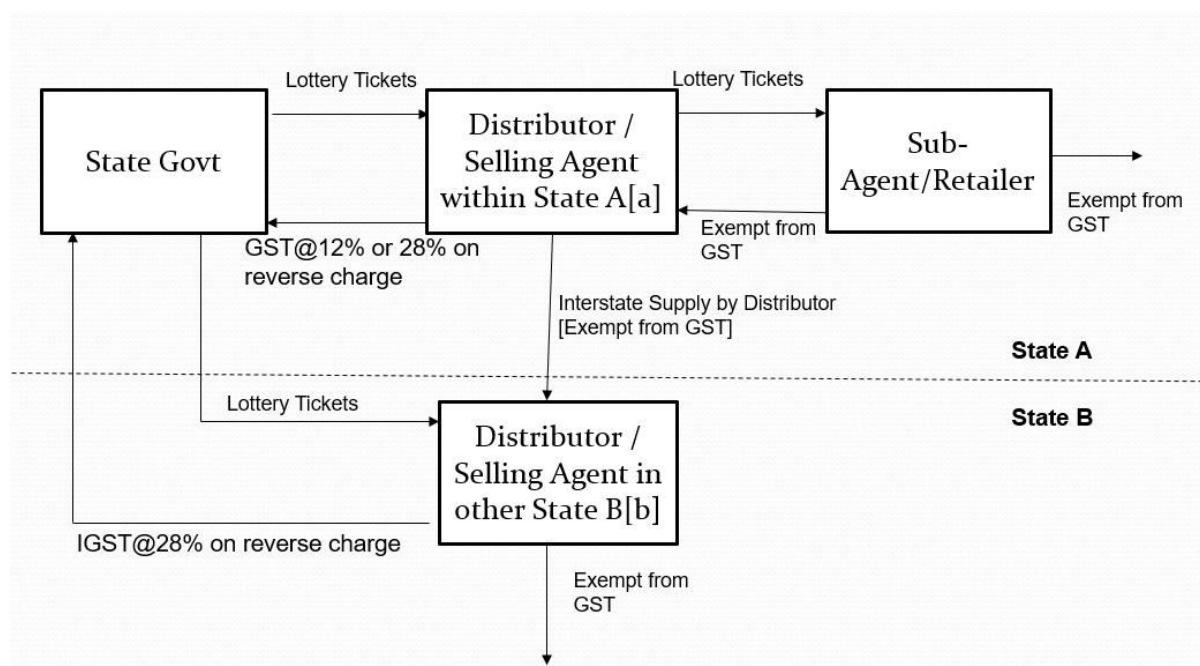 Lottery Tickets
Lottery Tickets
State Govt
Distributor /
Selling Agent
within State A[a]
Sub-
Agent/Retailer
Exempt from
GST
Exempt from
GST
GST@12% or 28% on
reverse charge
Interstate Supply by Distributor
[Exempt from GST]
State A
State B
Lottery Tickets
Distributor /
Selling Agent in
other State B[b]
IGST@28% on reverse charge
Exempt from
GST